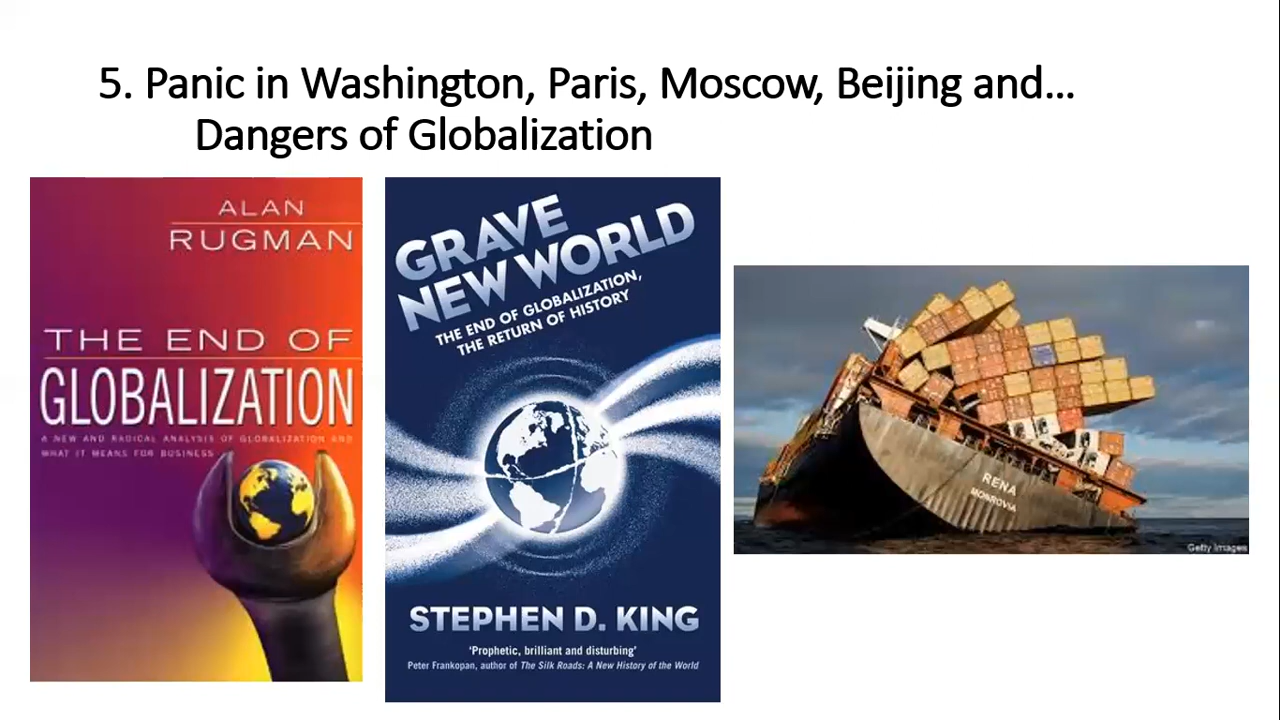 5. Panic in Washington, Paris, Moscow, Beijing and...
Dangers of Globalization
ALAN
RUGMAN
THE END OF
GLOBALIZATION
A NEW AND RADICAL ANALYSIS OF GLOBALIZATION AND
WHAT IT MEANS FOR BUSINESS
GRAVE
NEW WORLD
THE END OF GLOBALIZATION,
THE RETURN OF HISTORY
STEPHEN D. KING
‘Prophetic, brilliant and disturbing’
Peter Frankopan, author of The Silk Roads: A New History of the World
RENA
MONROVIA
Getty Images